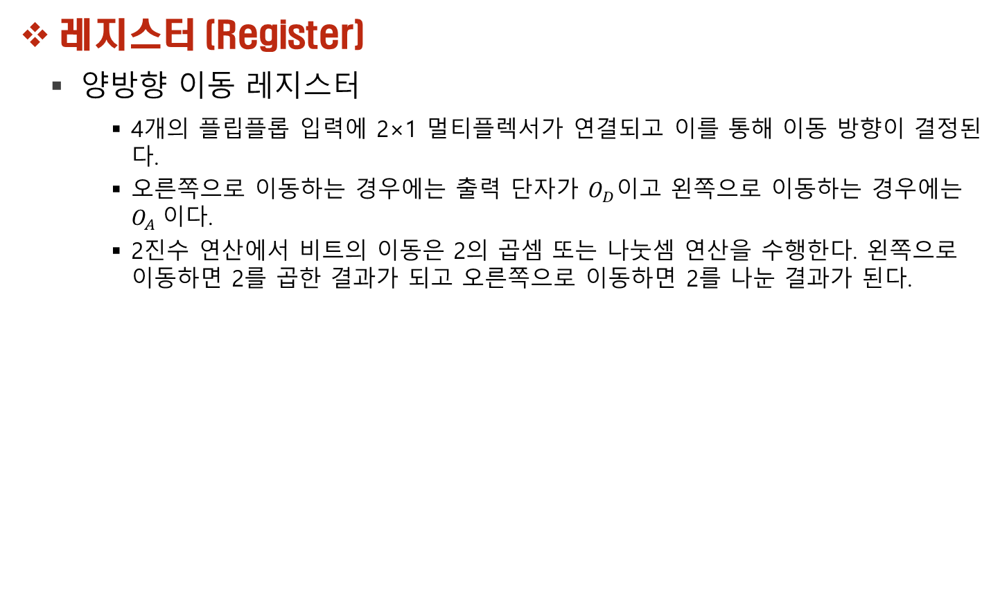 ❖ 레지스터 (Register)
▪ 양방향 이동 레지스터
▪ 4개의 플립플롭 입력에 2×1 멀티플렉서가 연결되고 이를 통해 이동 방향이 결정된
다.
▪ 오른쪽으로 이동하는 경우에는 출력 단자가 O_D이고 왼쪽으로 이동하는 경우에는
O_A 이다.
▪ 2진수 연산에서 비트의 이동은 2의 곱셈 또는 나눗셈 연산을 수행한다. 왼쪽으로
이동하면 2를 곱한 결과가 되고 오른쪽으로 이동하면 2를 나눈 결과가 된다.